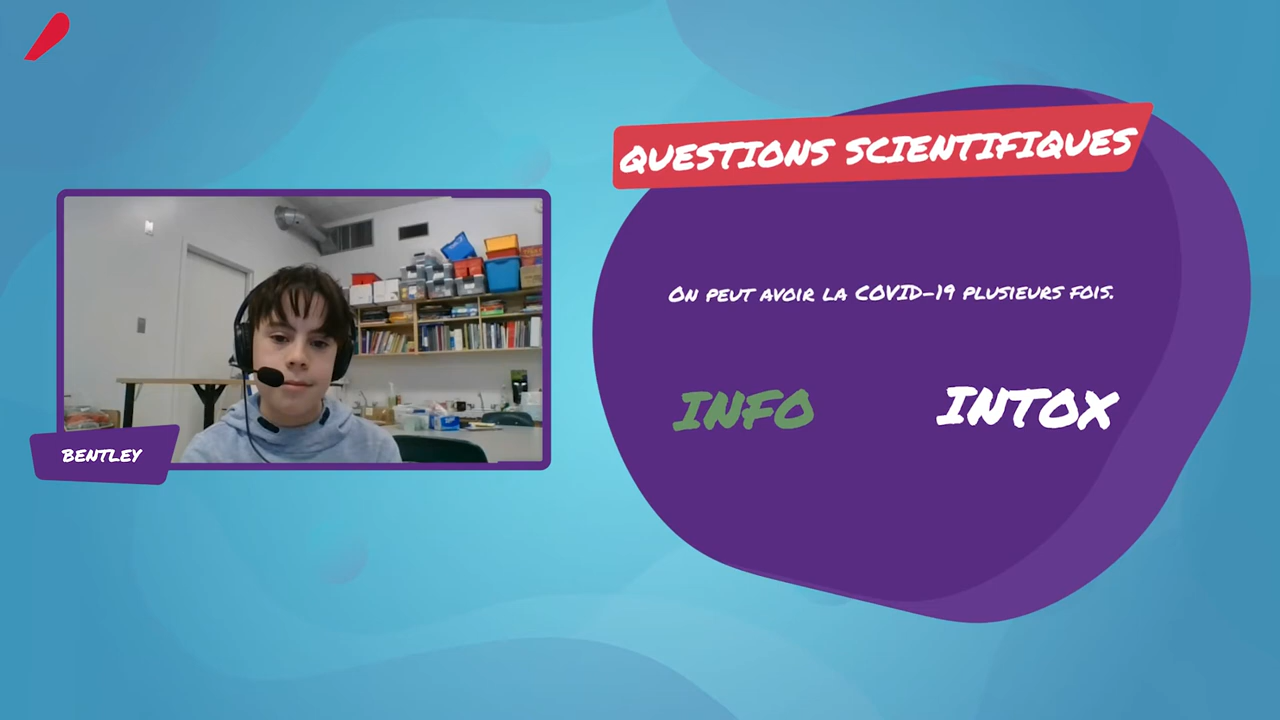 QUESTIONS SCIENTIFIQUES
ON PEUT AVOIR LA COVID-19 PLUSIEURS FOIS.
INFO
INTOX
BENTLEY